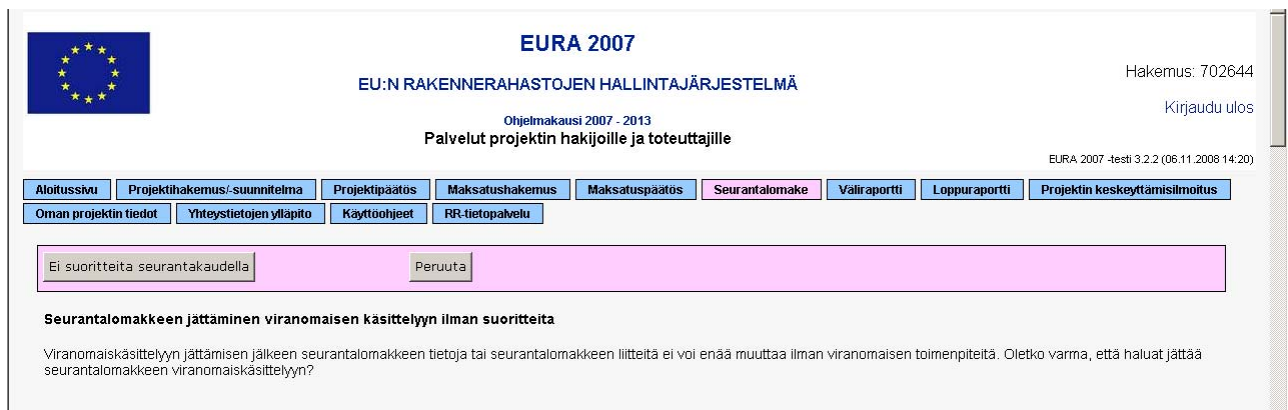 EURA 2007
EU:N RAKENNERAHASTOJEN HALLINTAJÄRJESTELMÄ
Ohjelmakausi 2007 - 2013
Palvelut projektin hakijoille ja toteuttajille
Hakemus: 702644
Kirjaudu ulos
EURA 2007 -testi 3.2.2 (06.11.2008 14:20)
Aloitussivu Projektihakemus/-suunnitelma Projektipäätös Maksatushakemus Maksatuspäätös Seurantalomake Väliraportti Loppuraportti Projektin keskeyttämisilmoitus
Oman projektin tiedot Yhteystietojen ylläpito Käyttöohjeet RR-tietopalvelu
Ei suoritteita seurantakaudella Peruuta
Seurantalomakkeen jättäminen viranomaisen käsittelyyn ilman suoritteita
Viranomaiskäsittelyyn jättämisen jälkeen seurantalomakkeen tietoja tai seurantalomakkeen liitteitä ei voi enää muuttaa ilman viranomaisen toimenpiteitä. Oletko varma, että haluat jättää
seurantalomakkeen viranomaiskäsittelyyn?